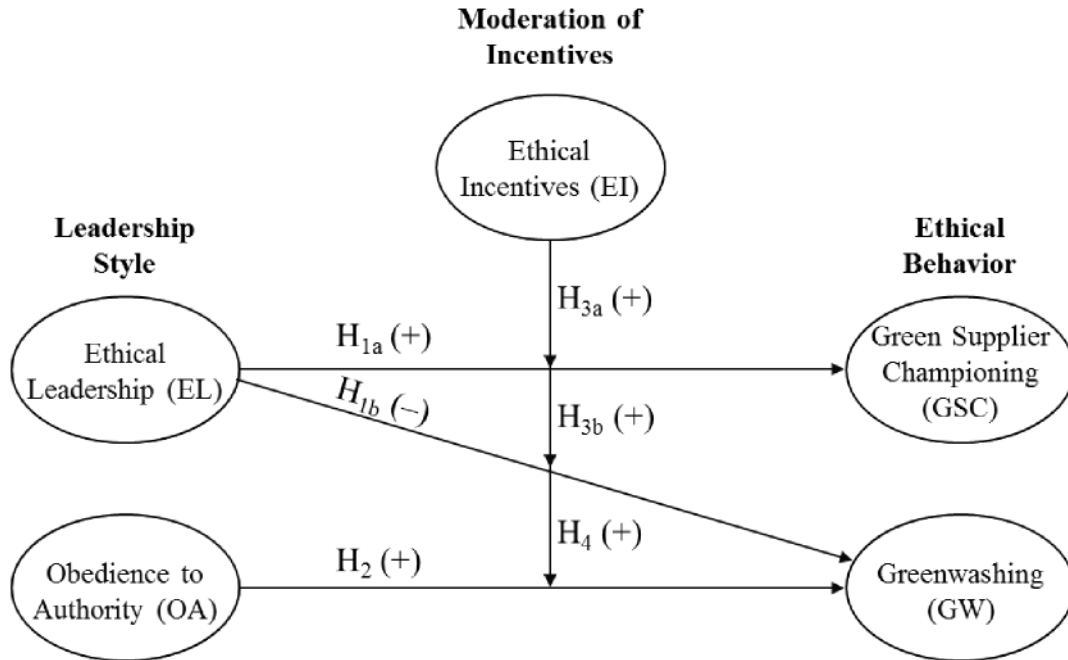 Moderation of
Incentives
Ethical
Incentives (EI)
Leadership
Style
Ethical
Behavior
H3a (+)
Ethical
Leadership (EL)
H1a (+)
Green Supplier
Championing
(GSC)
H1b (–)
H3b (+)
H4 (+)
Obedience to
Authority (OA)
H2 (+)
Greenwashing
(GW)